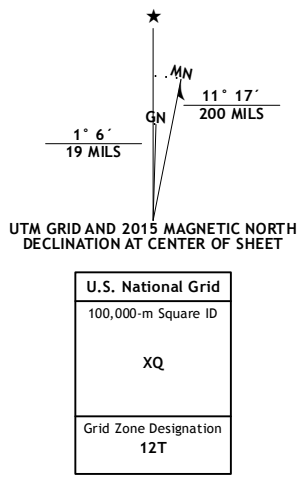 MN
11° 17´
200 MILS
GN
1° 6´
19 MILS
UTM GRID AND 2015 MAGNETIC NORTH
DECLINATION AT CENTER OF SHEET
U.S. National Grid
100,000-m Square ID
XQ
Grid Zone Designation
12T